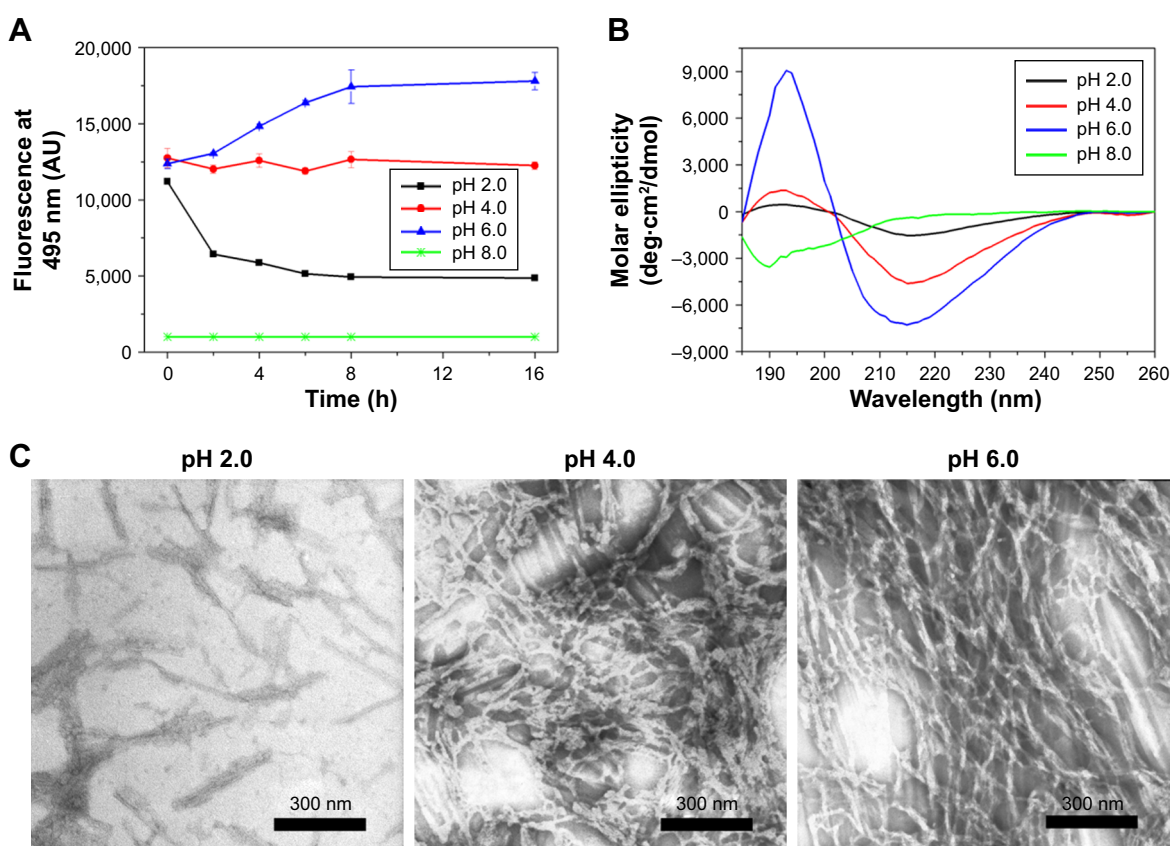 A
Fluorescence at
495 nm (AU)
20,000
15,000
10,000
5,000
0
0 4 8 12 16
Time (h)
pH 2.0
pH 4.0
pH 6.0
pH 8.0
B
Molar ellipticity
(deg·cm²/dmol)
9,000
6,000
3,000
0
–3,000
–6,000
–9,000
190 200 210 220 230 240 250 260
Wavelength (nm)
pH 2.0
pH 4.0
pH 6.0
pH 8.0
C
pH 2.0 pH 4.0 pH 6.0
300 nm 300 nm 300 nm